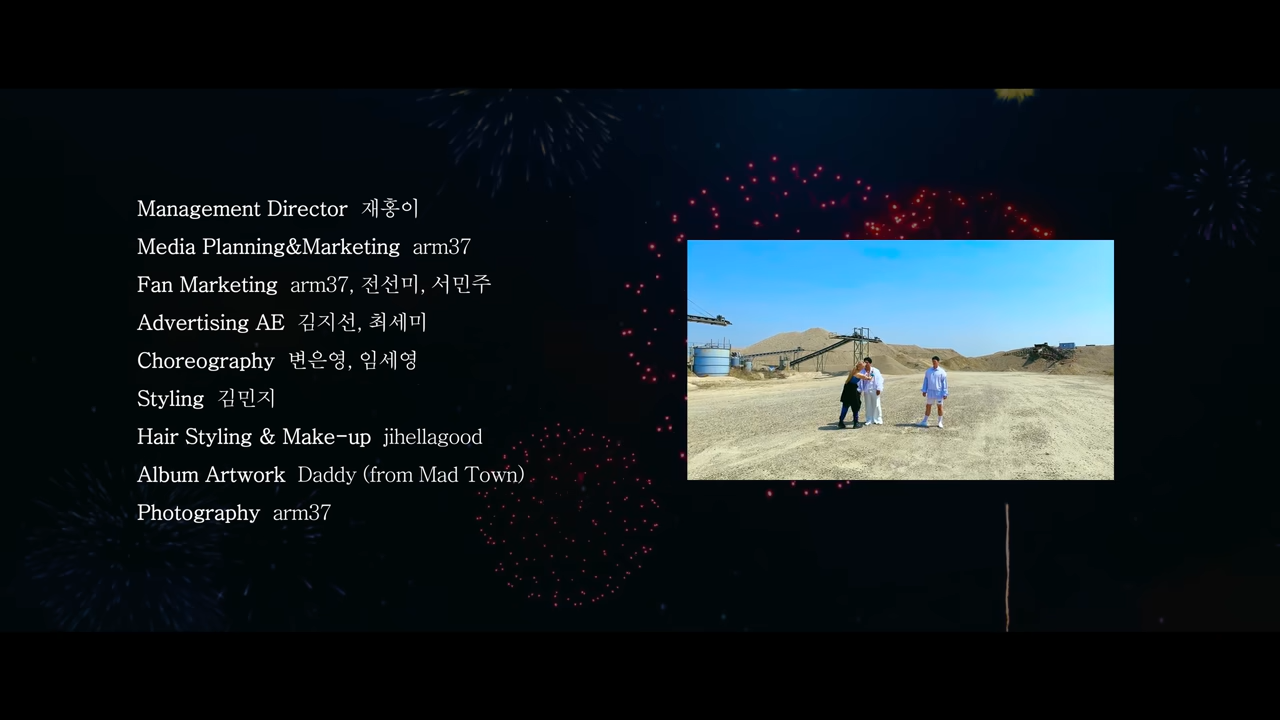 Management Director 재홍이
Media Planning&Marketing arm37
Fan Marketing arm37, 전선미, 서민주
Advertising AE 김지선, 최세미
Choreography 변은영, 임세영
Styling 김민지
Hair Styling & Make-up jihellagood
Album Artwork Daddy (from Mad Town)
Photography arm37